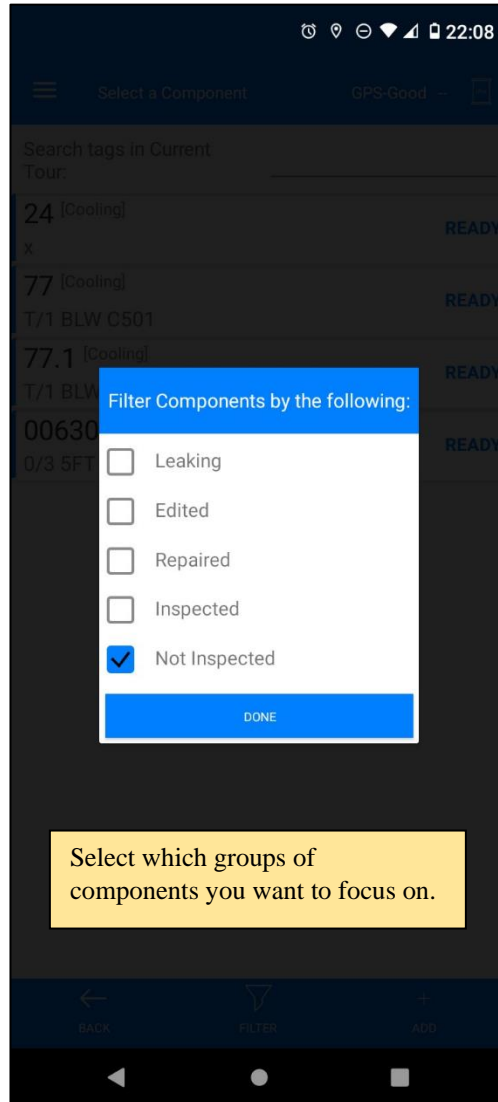 22:08
Select a Component GPS-Good --
Search tags in Current
Tour:
24 [Cooling]
x
READY
77 [Cooling]
T/1 BLW C501
READY
77.1 [Cooling]
T/1 BLW
READY
00630
0/3 5FT
READY
Filter Components by the following:
Leaking
Edited
Repaired
Inspected
Not Inspected
DONE
Select which groups of
components you want to focus on.
BACK FILTER ADD